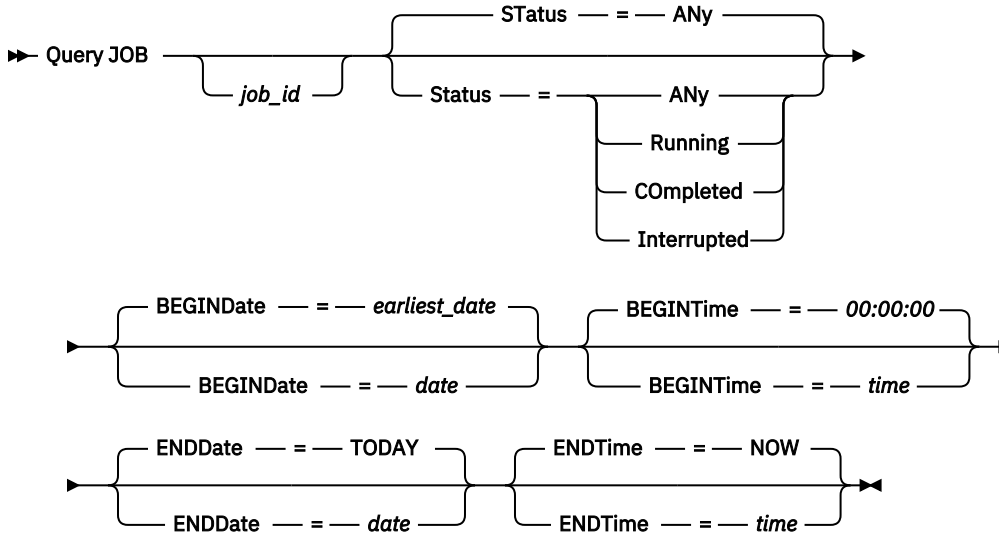 STatus = ANy
Query JOB
job_id
Status = ANy
Running
COmpleted
Interrupted
BEGINDate = earliest_date
BEGINTime = 00:00:00
BEGINDate = date
BEGINTime = time
ENDDate = TODAY
ENDTime = NOW
ENDDate = date
ENDTime = time